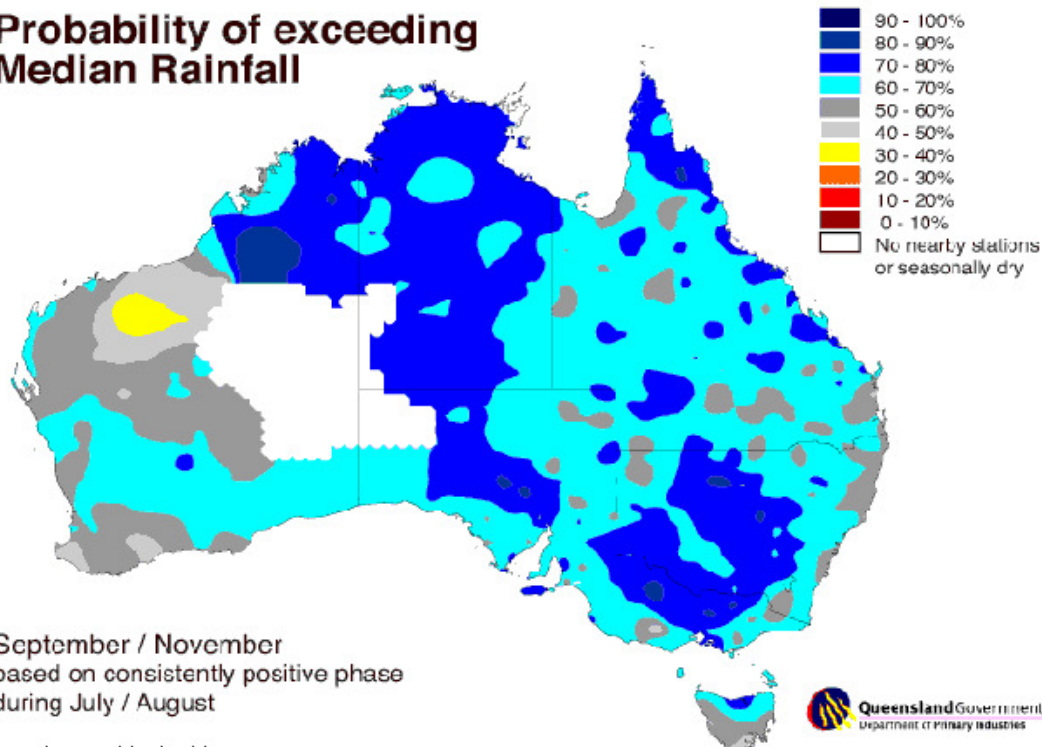 Probability of exceeding
Median Rainfall
90 - 100%
80 - 90%
70 - 80%
60 - 70%
50 - 60%
40 - 50%
30 - 40%
20 - 30%
10 - 20%
0 - 10%
No nearby stations
or seasonally dry
September / November
based on consistently positive phase
during July / August
Queensland Government
Department of Primary Industries